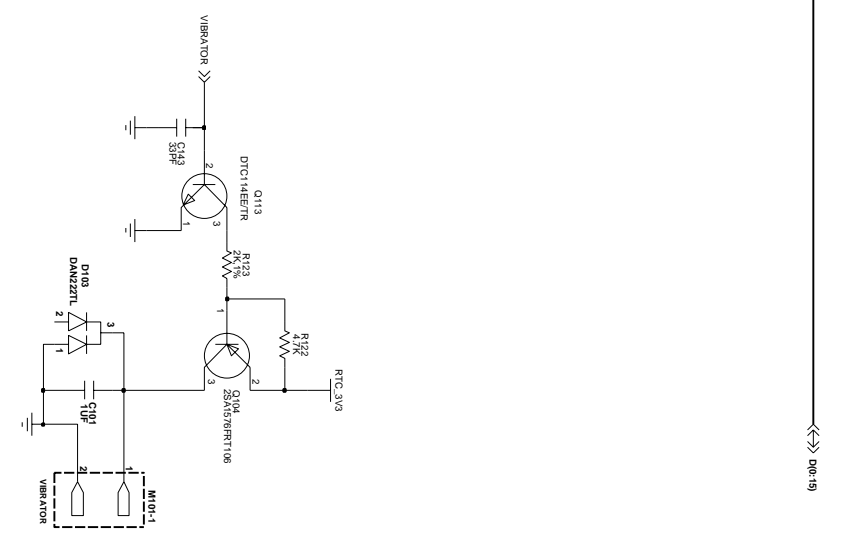 VIBRATOR
C143
33PF
2
Q113
DTC114EE/TR
1
3
R123
2K,1%
1
R122
4.7K
RTC_3V3
2
3
Q104
2SA1576FRT106
D103
DAN222TL
2
3
1
C101
1UF
1
2
M101-1
VIBRATOR
D(0:15)